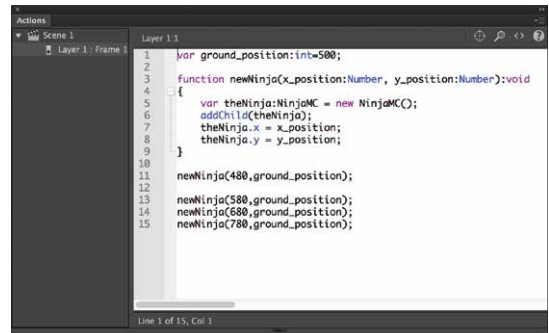 Actions
Scene 1
Layer 1 : Frame 1
Layer 1:1
1 var ground_position:int=500;
2
3 function newNinja(x_position:Number, y_position:Number):void
4 {
5 var theNinja:NinjaMC = new NinjaMC();
6 addChild(theNinja);
7 theNinja.x = x_position;
8 theNinja.y = y_position;
9 }
10
11 newNinja(480,ground_position);
12
13 newNinja(580,ground_position);
14 newNinja(680,ground_position);
15 newNinja(780,ground_position);
Line 1 of 15, Col 1